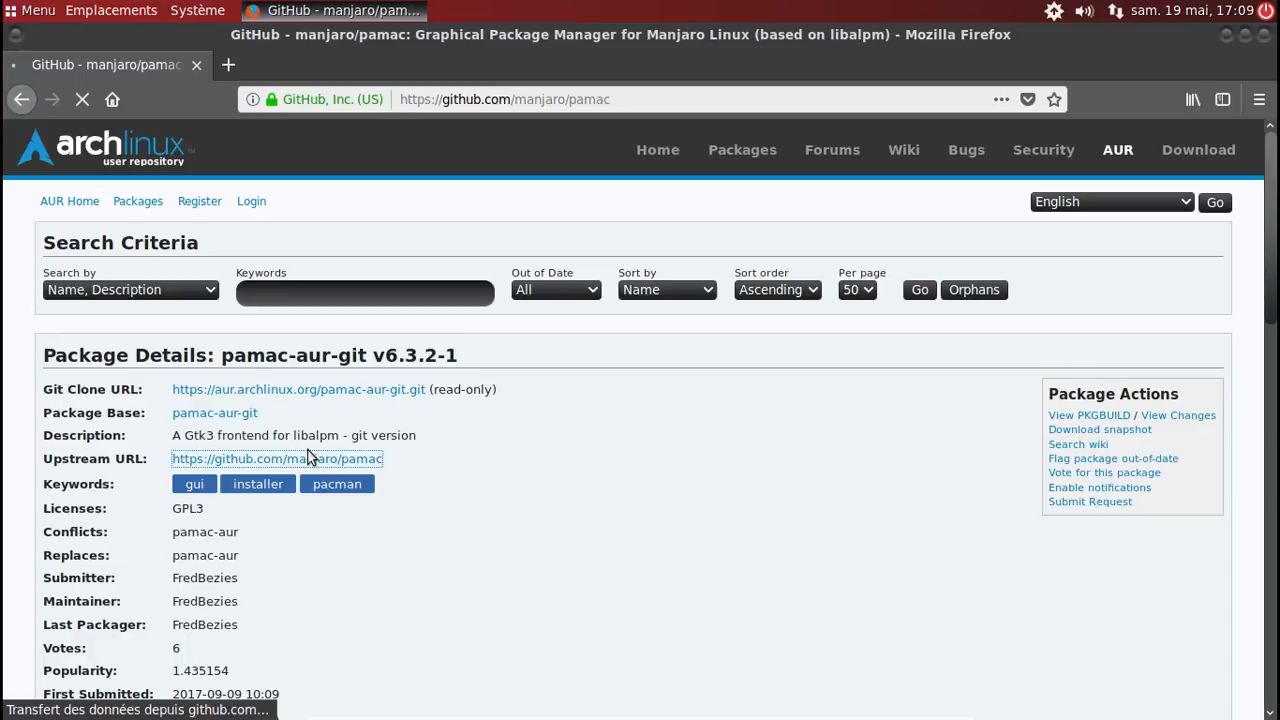 Menu Emplacements Système GitHub - manjaro/pam... sam. 19 mai, 17:09
GitHub - manjaro/pamac: Graphical Package Manager for Manjaro Linux (based on libalpm) - Mozilla Firefox
GitHub - manjaro/pamac
GitHub, Inc. (US) https://github.com/manjaro/pamac
archlinux
user repository
Home Packages Forums Wiki Bugs Security AUR Download
AUR Home Packages Register Login English Go
Search Criteria
Search by Keywords Out of Date Sort by Sort order Per page
Name, Description All Name Ascending 50 Go Orphans
Package Details: pamac-aur-git v6.3.2-1
Git Clone URL: https://aur.archlinux.org/pamac-aur-git.git (read-only)
Package Base: pamac-aur-git
Description: A Gtk3 frontend for libalpm - git version
Upstream URL: https://github.com/manjaro/pamac
Keywords: gui installer pacman
Licenses: GPL3
Conflicts: pamac-aur
Replaces: pamac-aur
Submitter: FredBezies
Maintainer: FredBezies
Last Packager: FredBezies
Votes: 6
Popularity: 1.435154
First Submitted: 2017-09-09 10:09
Package Actions
View PKGBUILD / View Changes
Download snapshot
Search wiki
Flag package out-of-date
Vote for this package
Enable notifications
Submit Request
Transfert des données depuis github.com...